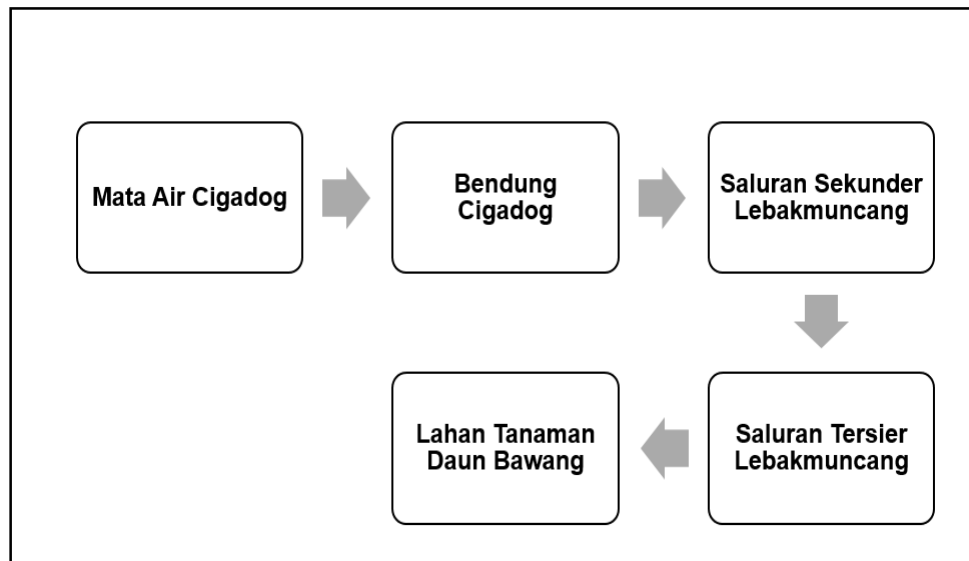 Mata Air Cigadog
Bendung
Cigadog
Saluran Sekunder
Lebakmuncang
Saluran Tersier
Lebakmuncang
Lahan Tanaman
Daun Bawang